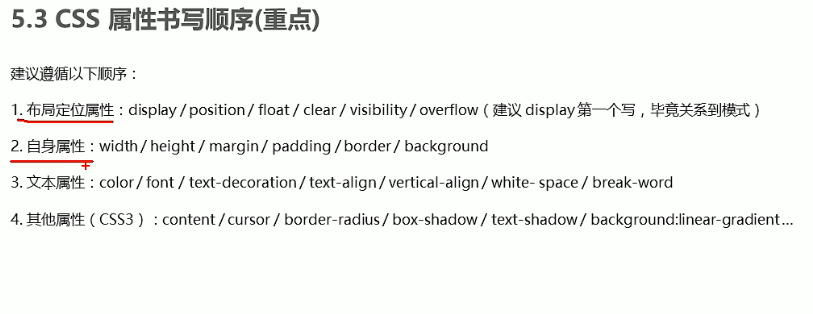 5.3 CSS 属性书写顺序(重点)
建议遵循以下顺序：
1. 布局定位属性：display / position / float / clear / visibility / overflow（建议 display 第一个写，毕竟关系到模式）
2. 自身属性：width / height / margin / padding / border / background
3. 文本属性：color / font / text-decoration / text-align / vertical-align / white- space / break-word
4. 其他属性（CSS3）：content / cursor / border-radius / box-shadow / text-shadow / background:linear-gradient...